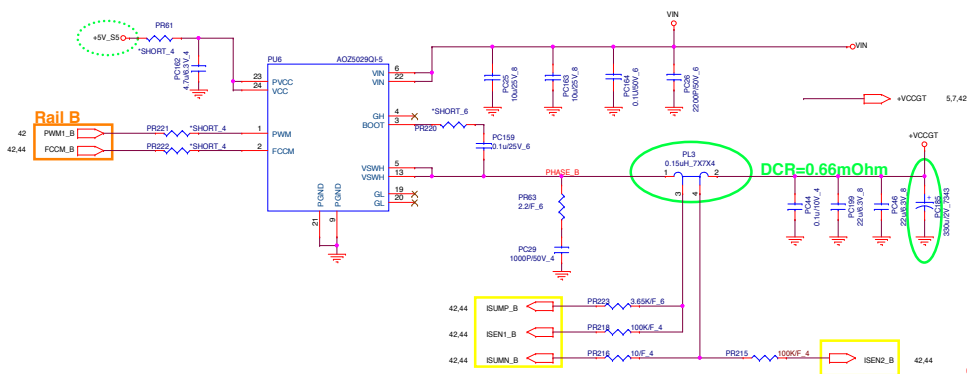 VIN
+5V_S5
PR61
*SHORT_4
PC162
4.7u/6.3V_4
PU6
AOZ5029QI-5
VIN
6
VIN
22
23
PVCC
24
VCC
GH
4
BOOT
3
1
PWM
2
FCCM
VSWH
5
VSWH
13
GL
19
GL
20
PGND
21
PGND
9
PC25
10u/25V_8
PC163
10u/25V_8
PC164
0.1U/50V_6
PC26
2200P/50V_6
VIN
+VCCGT
5,7,42
Rail B
42
PWM1_B
PR221
*SHORT_4
42,44
FCCM_B
PR222
*SHORT_4
*SHORT_6
PR220
PC159
0.1u/25V_6
PHASE_B
PL3
0.15uH_7X7X4
1
2
3
4
DCR=0.66mOhm
+VCCGT
PR63
2.2/F_6
PC29
1000P/50V_4
PC44
0.1u/10V_4
PC199
22u/6.3V_8
PC46
22u/6.3V_8
+
330u/2V_7343
42,44
ISUMP_B
PR223
3.65K/F_6
42,44
ISEN1_B
PR218
100K/F_4
42,44
ISUMN_B
PR216
10/F_4
PR215
100K/F_4
ISEN2_B
42,44